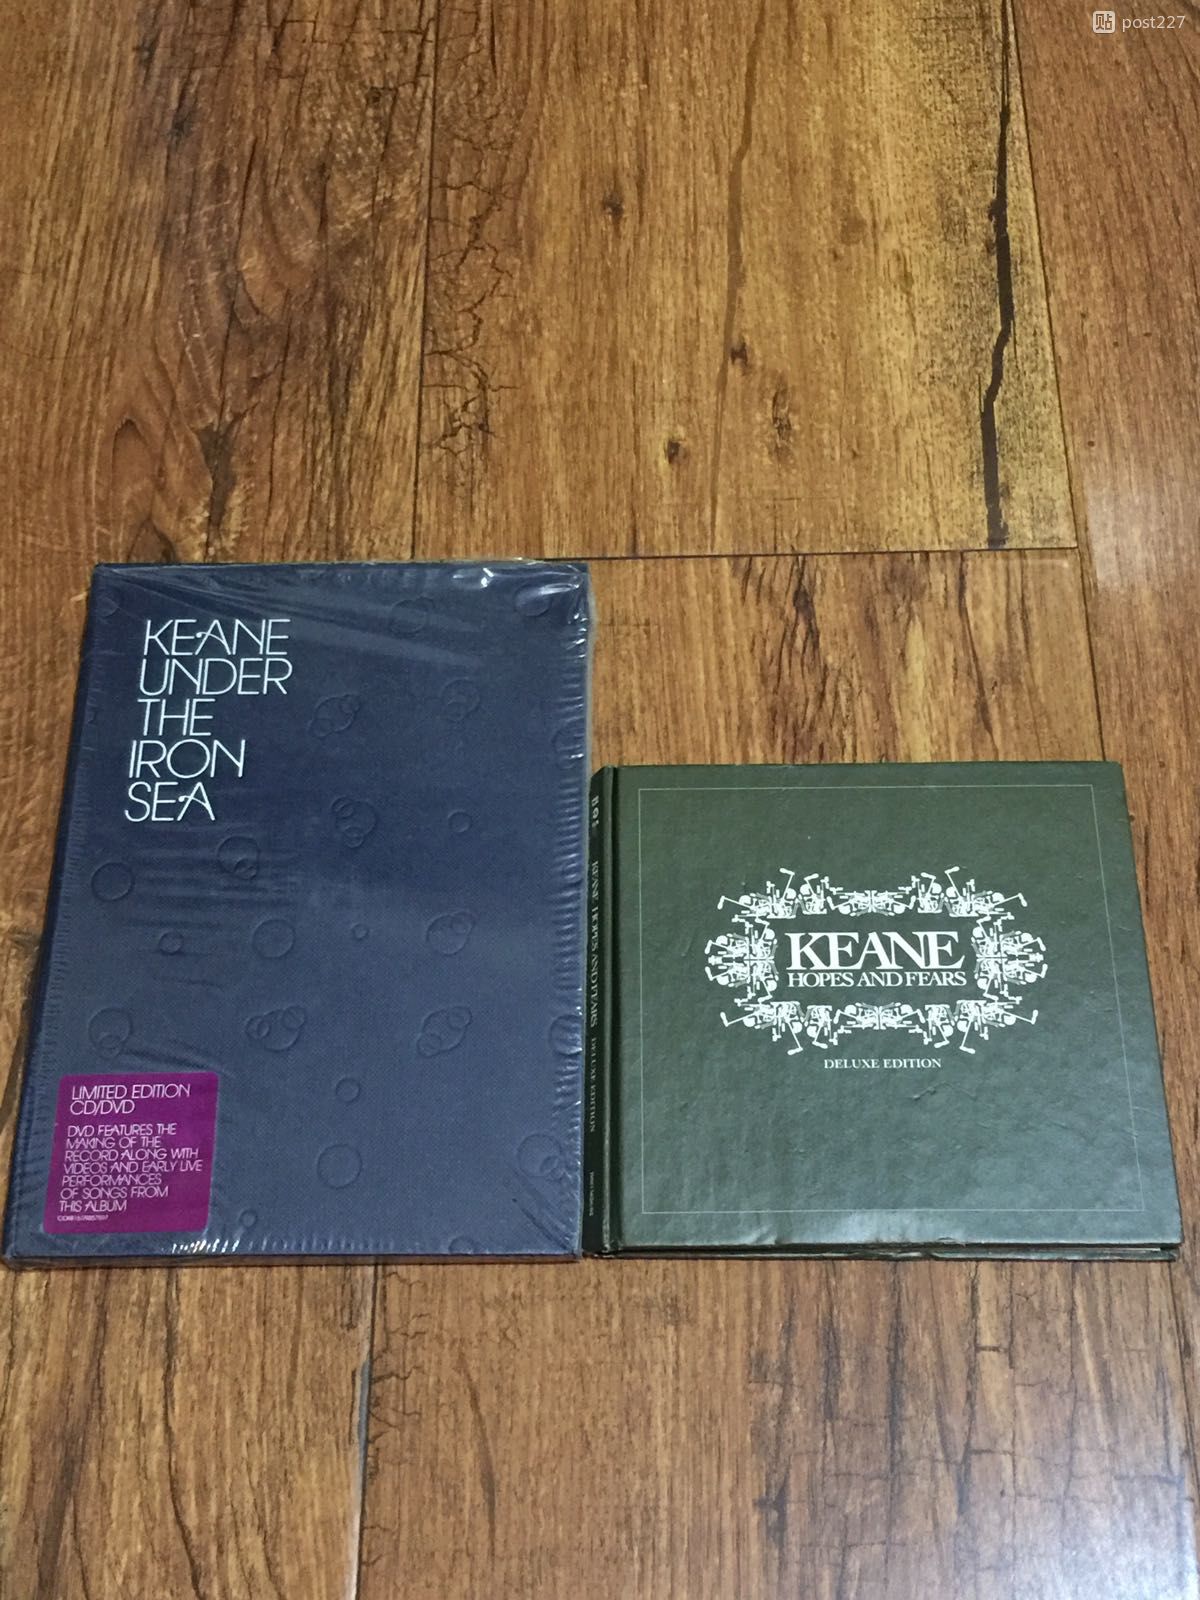 贴 post227
KEANE
UNDER
THE
IRON
SEA
LIMITED EDITION
CD/DVD
DVD FEATURES THE
MAKING OF THE
RECORD ALONG WITH
VIDEOS AND EARLY LIVE
PERFORMANCES
OF SONGS FROM
THIS ALBUM
KEANE HOPES AND FEARS DELUXE EDITION
KEANE
HOPES AND FEARS
DELUXE EDITION